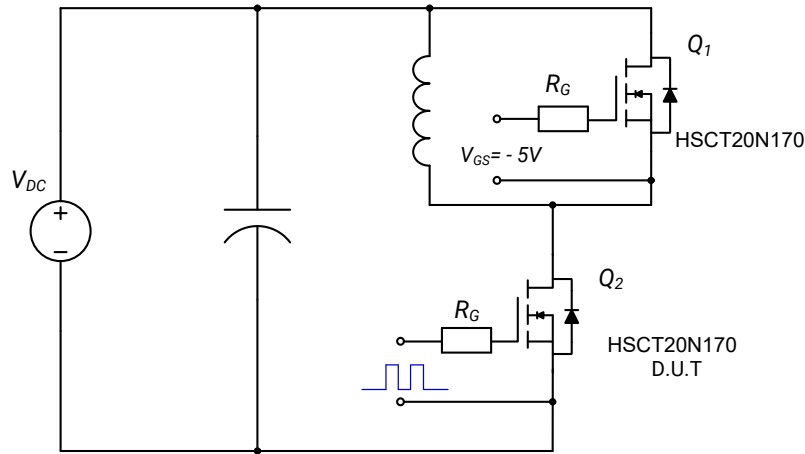 Q1
RG
HSCT20N170
VGS= - 5V
VDC
+
−
Q2
RG
HSCT20N170
D.U.T